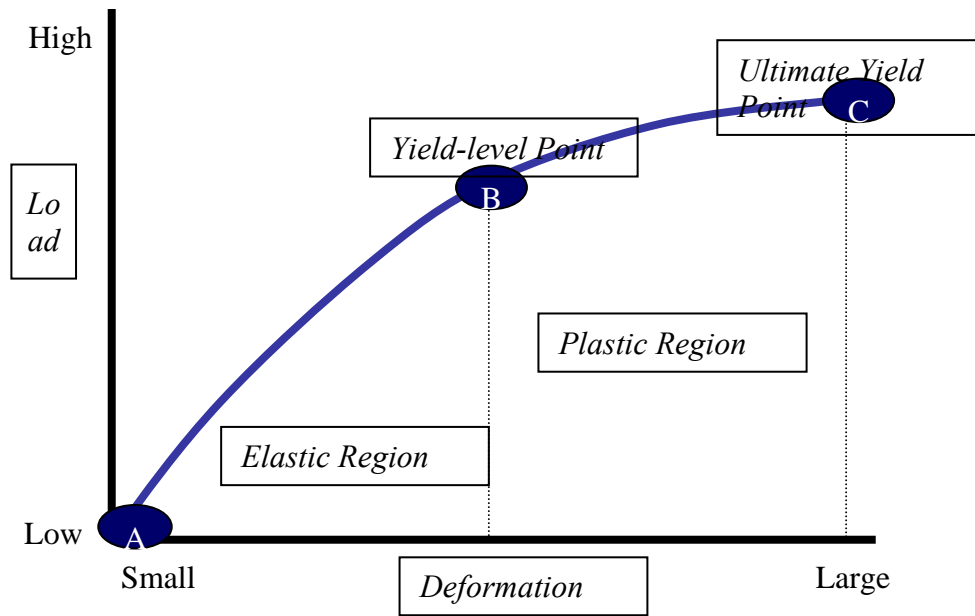 High
Ultimate Yield
Point
C
Yield-level Point
B
Lo
ad
Plastic Region
Elastic Region
A
Low
Small
Deformation
Large